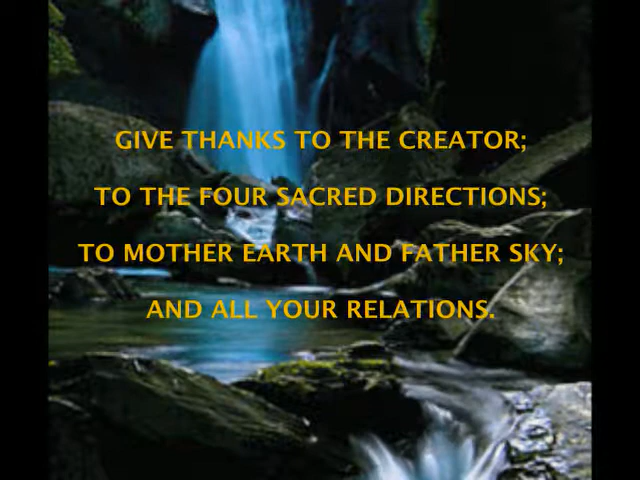 GIVE THANKS TO THE CREATOR;
TO THE FOUR SACRED DIRECTIONS;
TO MOTHER EARTH AND FATHER SKY;
AND ALL YOUR RELATIONS.